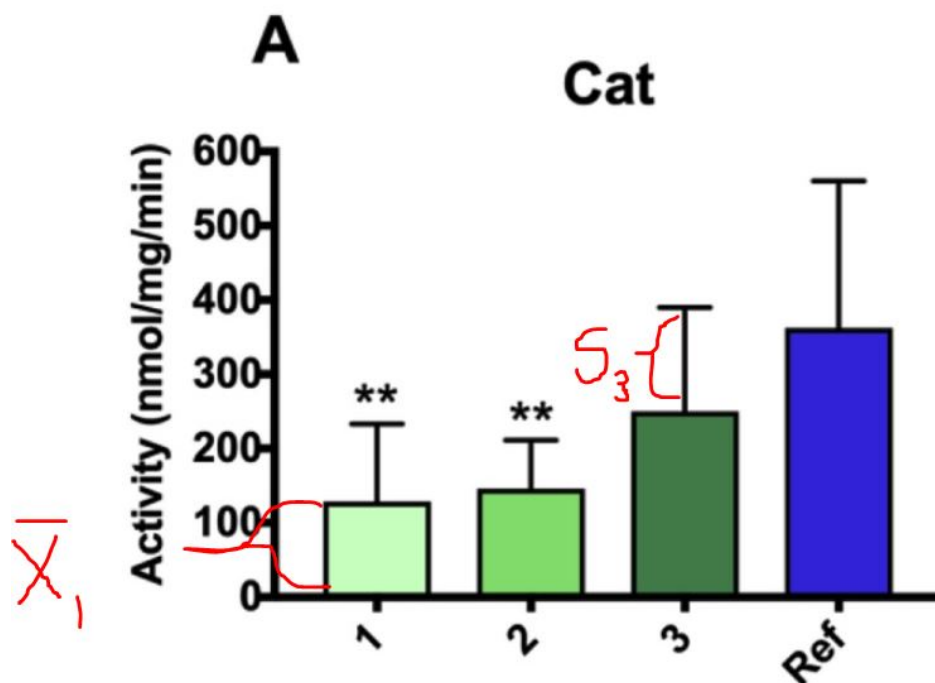 A
Cat
Activity (nmol/mg/min)
600
500
400
300
200
100
0
**
**
S₃
X̄₁
1
2
3
Ref